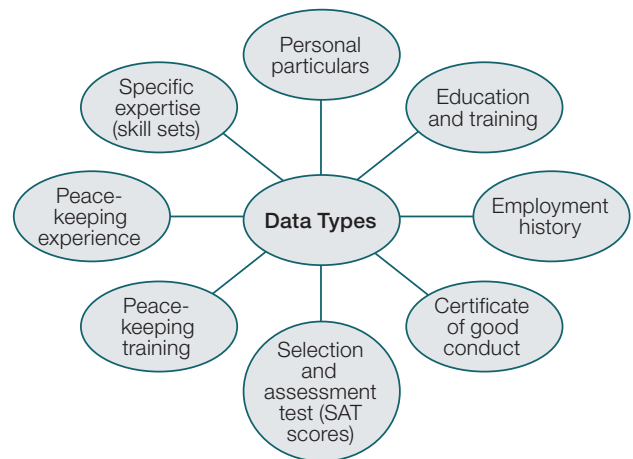 Personal
particulars
Education
and training
Employment
history
Certificate
of good
conduct
Selection
and
assessment
test (SAT
scores)
Peace-
keeping
training
Peace-
keeping
experience
Specific
expertise
(skill sets)
Data Types